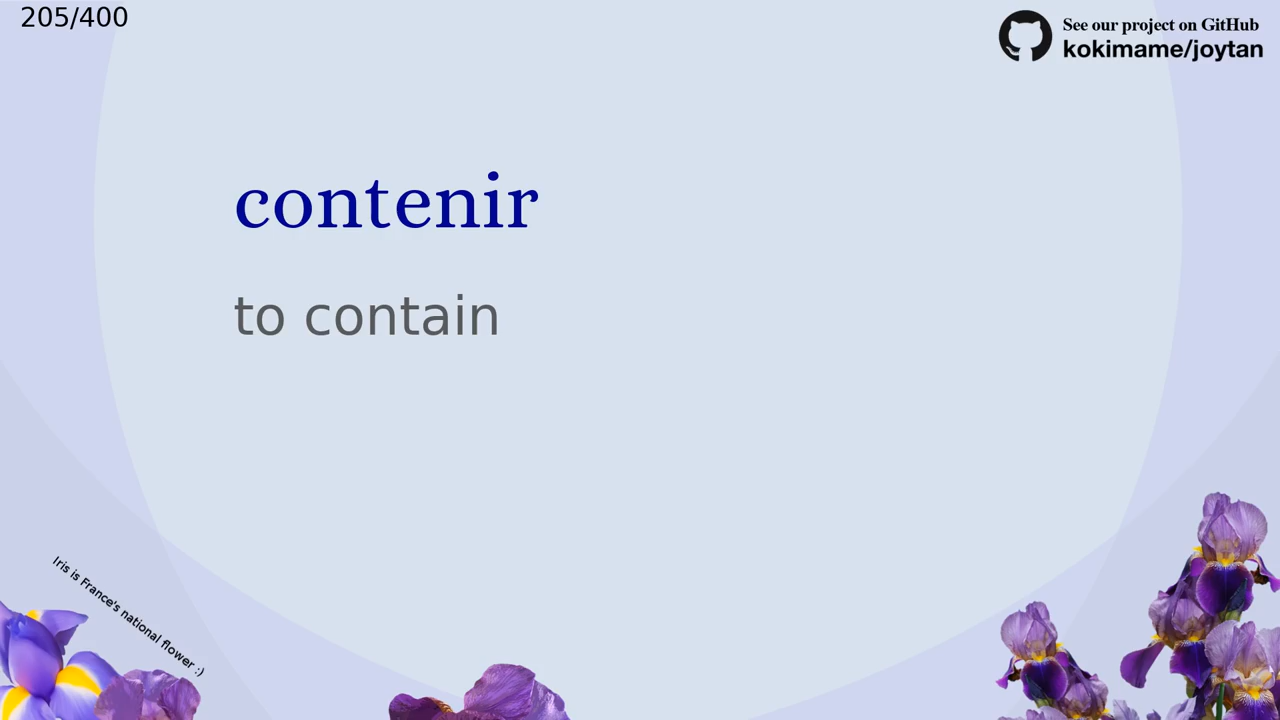 205/400
See our project on GitHub
kokimame/joytan
contenir
to contain
Iris is France's national flower :)